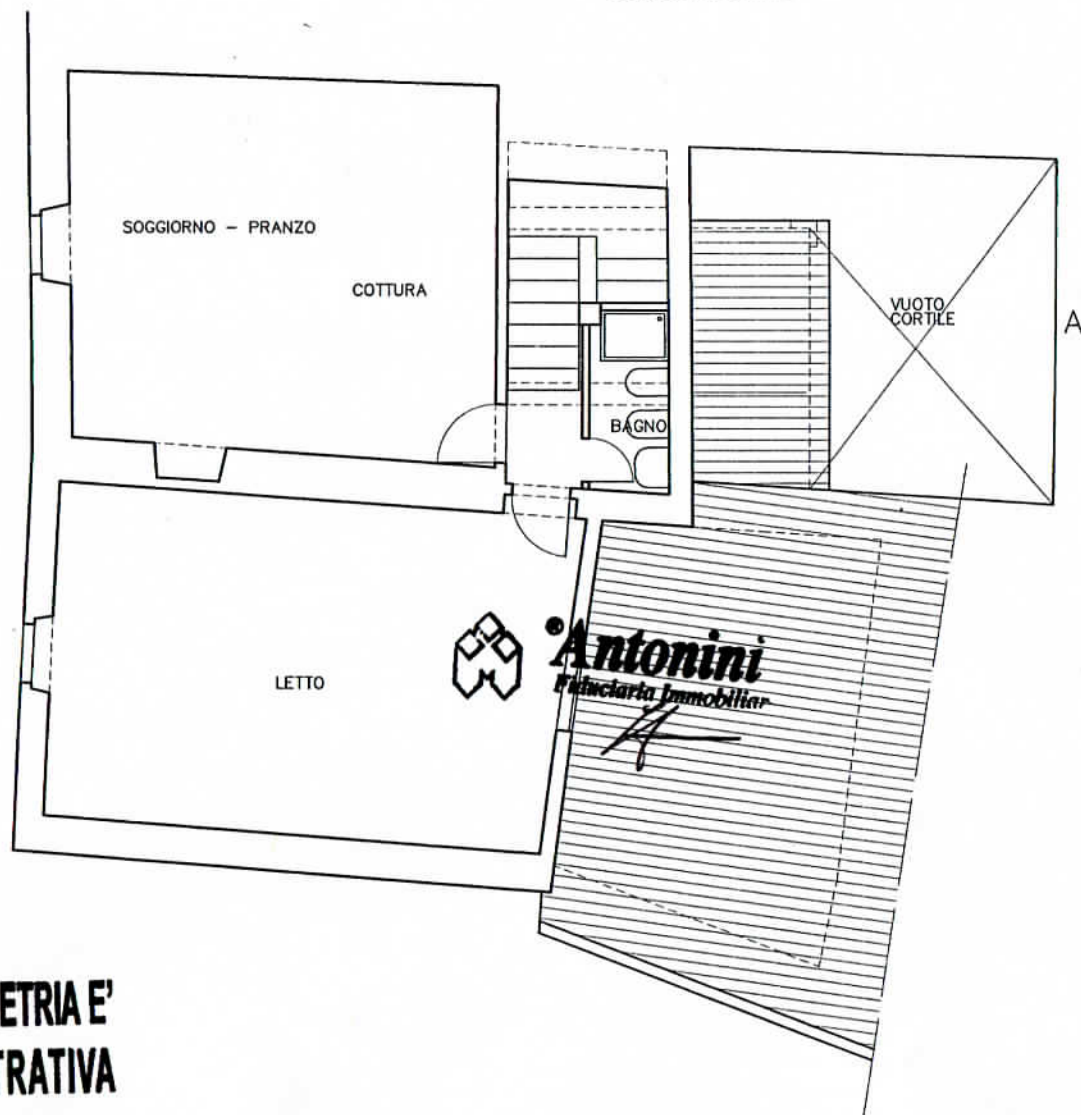 SOGGIORNO – PRANZO
COTTURA
VUOTO
CORTILE
A
BAGNO
LETTO
®Antonini
Fiduciaria Immobiliar
ETRIA E'
TRATIVA